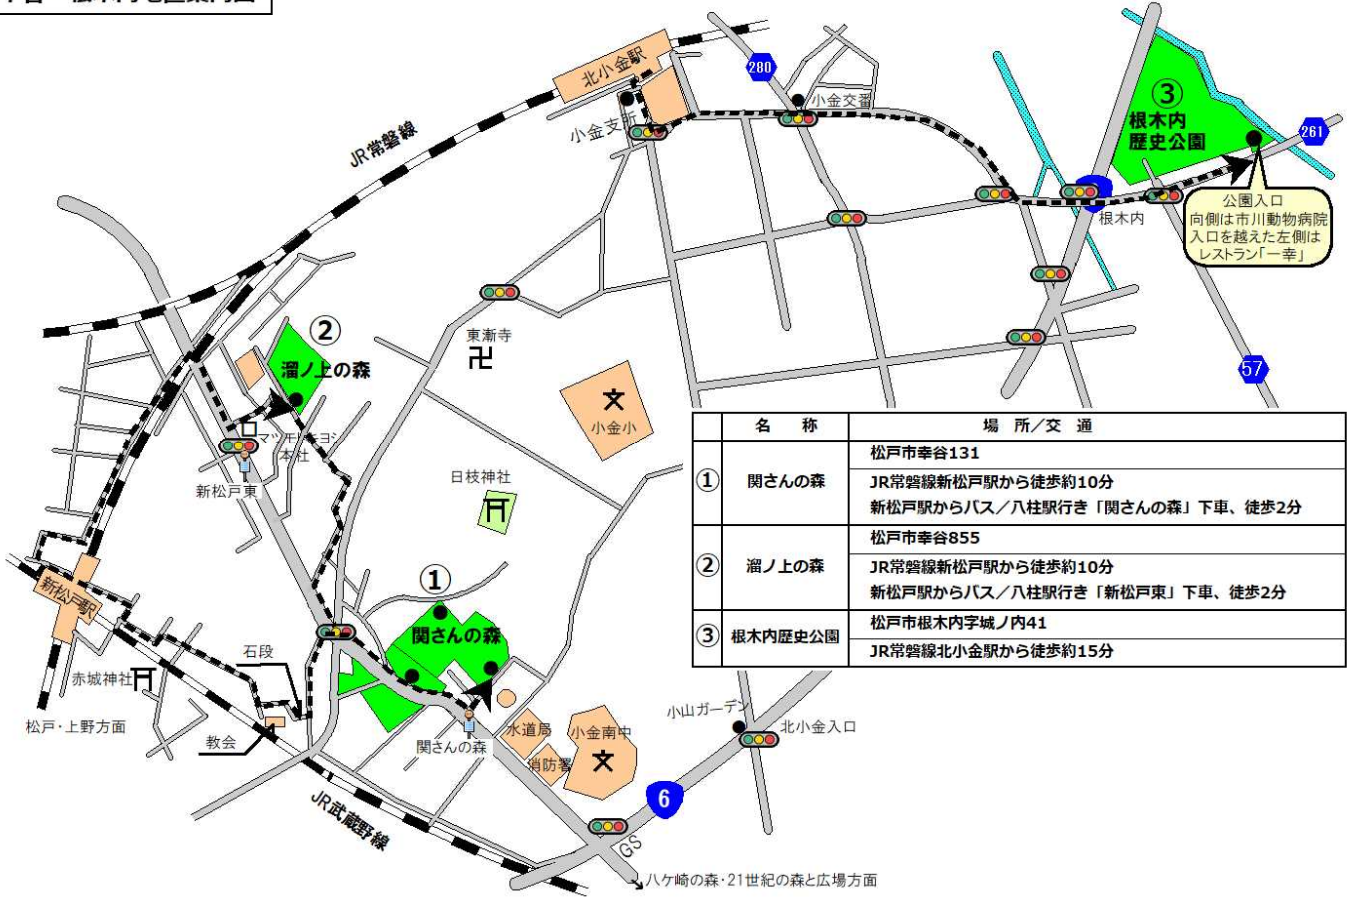 北小金駅
280
小金交番
小金支所
JR常磐線
③
根木内
歴史公園
261
根木内
公園入口
向側は市川動物病院
入口を越えた左側は
レストラン「一幸」
東漸寺
卍
②
溜ノ上の森
文
小金小
57
マツモトキヨシ
本社
新松戸東
日枝神社
新松戸駅
①
関さんの森
石段
赤城神社
松戸・上野方面
教会
関さんの森
水道局
消防署
小金南中
文
小山ガーデン
北小金入口
6
GS
JR武蔵野線
八ケ崎の森・21世紀の森と広場方面
名 称 場 所／交 通
① 関さんの森 松戸市幸谷131
JR常磐線新松戸駅から徒歩約10分
新松戸駅からバス／八柱駅行き「関さんの森」下車、徒歩2分
② 溜ノ上の森 松戸市幸谷855
JR常磐線新松戸駅から徒歩約10分
新松戸駅からバス／八柱駅行き「新松戸東」下車、徒歩2分
③ 根木内歴史公園 松戸市根木内字城ノ内41
JR常磐線北小金駅から徒歩約15分